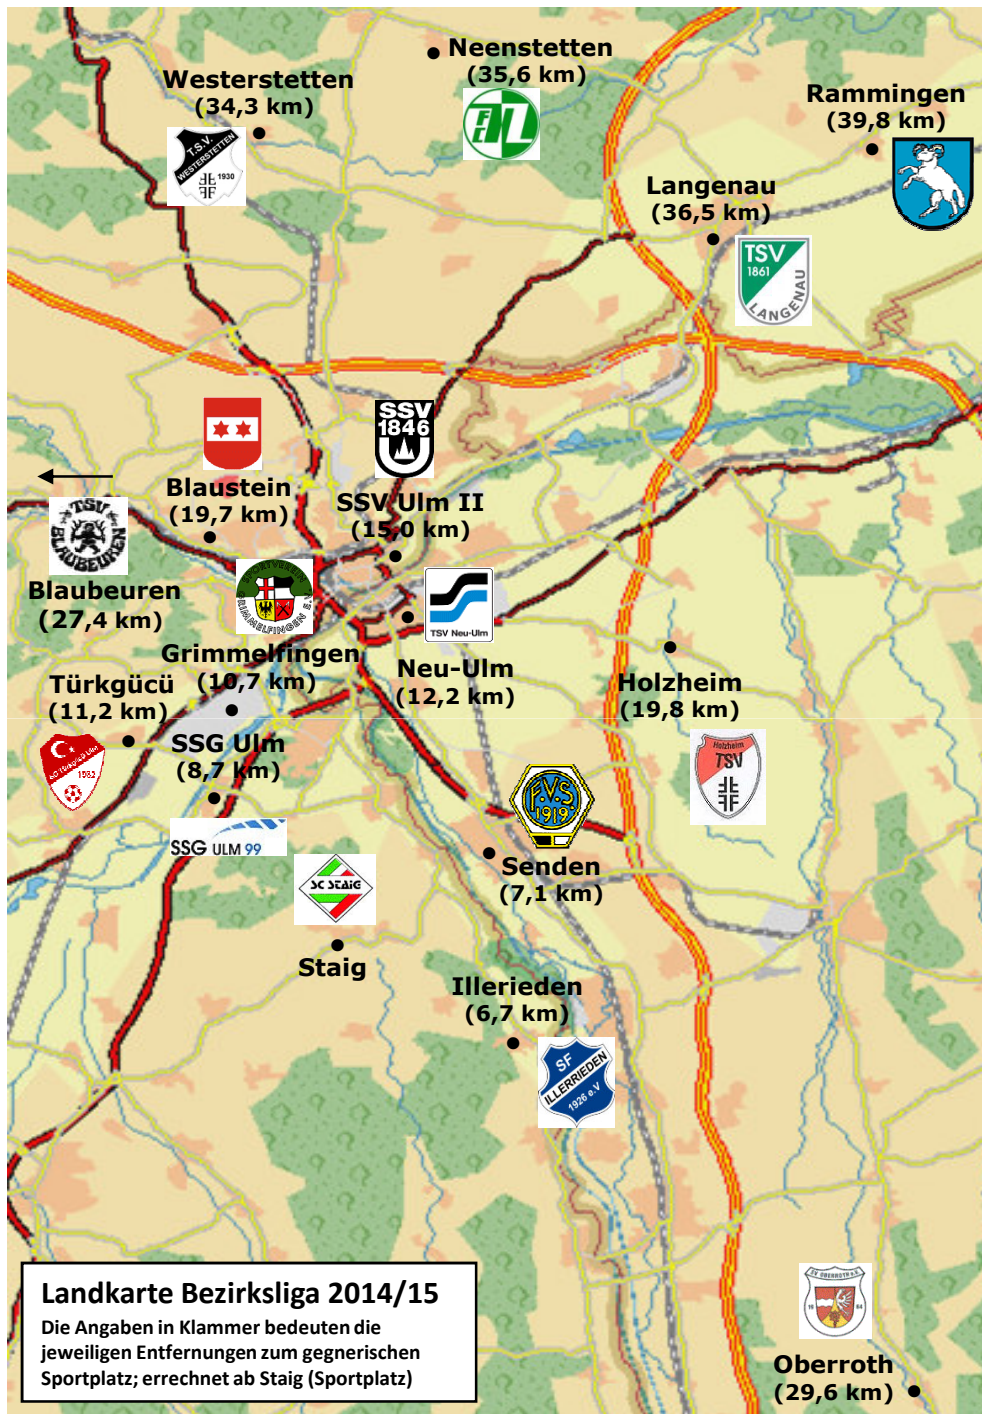 Neenstetten
(35,6 km)
Westerstetten
(34,3 km)
T.S.V.
WESTERSTETTEN
1930
Rammingen
(39,8 km)
Langenau
(36,5 km)
TSV
1861
LANGENAU
SSV
1846
Blaustein
(19,7 km)
SSV Ulm II
(15,0 km)
TSV
BLAUBEUREN
Blaubeuren
(27,4 km)
SPORTVEREIN
GRIMMELFINGEN E.V.
TSV Neu-Ulm
Grimmelfingen
(10,7 km)
Neu-Ulm
(12,2 km)
Holzheim
(19,8 km)
Türkgücü
(11,2 km)
SSG Ulm
(8,7 km)
Holzheim
TSV
F.V.S.
1919
SSG ULM 99
Senden
(7,1 km)
SC STAIG
Staig
Illerieden
(6,7 km)
SF
ILLERRIEDEN
1926 e.V
SV OBERROTH e.V.
19 64
Oberroth
(29,6 km)
Landkarte Bezirksliga 2014/15
Die Angaben in Klammer bedeuten die
jeweiligen Entfernungen zum gegnerischen
Sportplatz; errechnet ab Staig (Sportplatz)